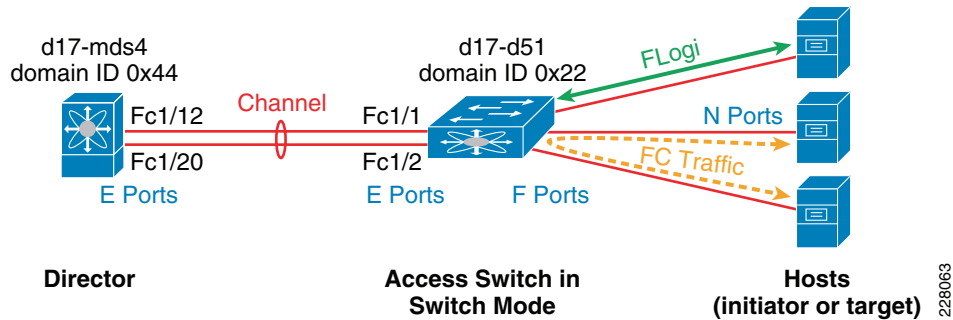 d17-mds4
domain ID 0x44
d17-d51
domain ID 0x22
FLogi
Fc1/12
Channel
Fc1/1
N Ports
Fc1/20
Fc1/2
FC Traffic
E Ports
E Ports
F Ports
Director
Access Switch in
Switch Mode
Hosts
(initiator or target)
228063